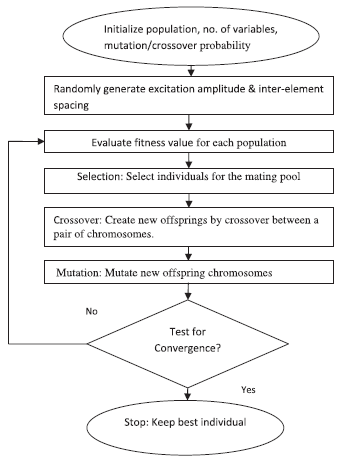 Initialize population, no. of variables,
mutation/crossover probability
Randomly generate excitation amplitude & inter-element
spacing
Evaluate fitness value for each population
Selection: Select individuals for the mating pool
Crossover: Create new offsprings by crossover between a
pair of chromosomes.
Mutation: Mutate new offspring chromosomes
No
Test for
Convergence?
Yes
Stop: Keep best individual